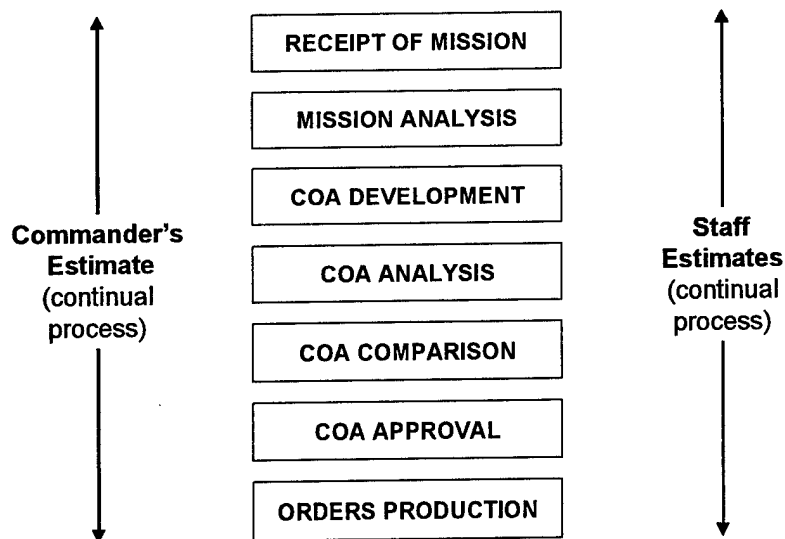 RECEIPT OF MISSION
MISSION ANALYSIS
COA DEVELOPMENT
COA ANALYSIS
COA COMPARISON
COA APPROVAL
ORDERS PRODUCTION
Commander's
Estimate
(continual
process)
Staff
Estimates
(continual
process)